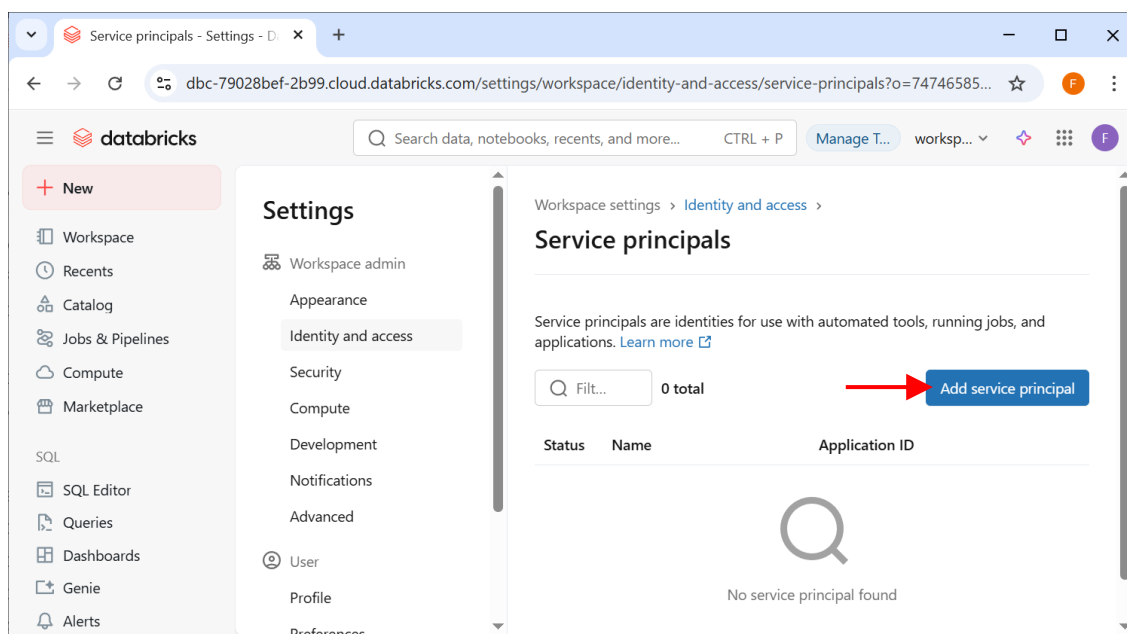 Service principals - Settings - D
dbc-79028bef-2b99.cloud.databricks.com/settings/workspace/identity-and-access/service-principals?o=74746585...
F
databricks
Search data, notebooks, recents, and more... CTRL + P
Manage T...
worksp...
F
New
Workspace
Recents
Catalog
Jobs & Pipelines
Compute
Marketplace
SQL
SQL Editor
Queries
Dashboards
Genie
Alerts
Settings
Workspace admin
Appearance
Identity and access
Security
Compute
Development
Notifications
Advanced
User
Profile
Preferences
Workspace settings › Identity and access ›
Service principals
Service principals are identities for use with automated tools, running jobs, and
applications. Learn more
Filt...
0 total
Add service principal
Status Name Application ID
No service principal found